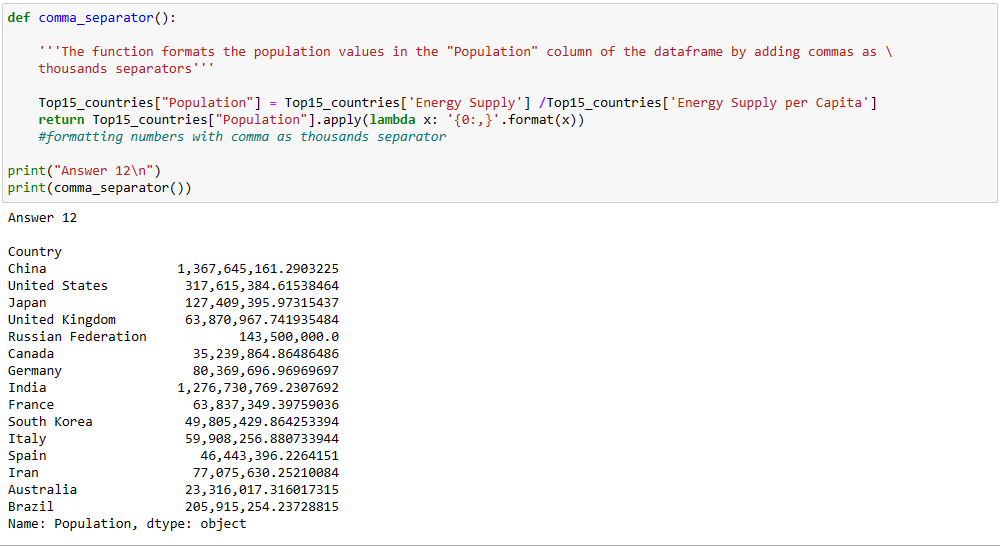 def comma_separator():
    '''The function formats the population values in the "Population" column of the dataframe by adding commas as \
    thousands separators'''
    Top15_countries["Population"] = Top15_countries['Energy Supply'] /Top15_countries['Energy Supply per Capita']
    return Top15_countries["Population"].apply(lambda x: '{0:,}'.format(x))
    #formatting numbers with comma as thousands separator
print("Answer 12\n")
print(comma_separator())
Answer 12
Country
China                 1,367,645,161.2903225
United States          317,615,384.61538464
Japan                  127,409,395.97315437
United Kingdom         63,870,967.741935484
Russian Federation            143,500,000.0
Canada                  35,239,864.86486486
Germany                 80,369,696.96969697
India                 1,276,730,769.2307692
France                  63,837,349.39759036
South Korea            49,805,429.864253394
Italy                  59,908,256.880733944
Spain                    46,443,396.2264151
Iran                    77,075,630.25210084
Australia              23,316,017.316017315
Brazil                 205,915,254.23728815
Name: Population, dtype: object